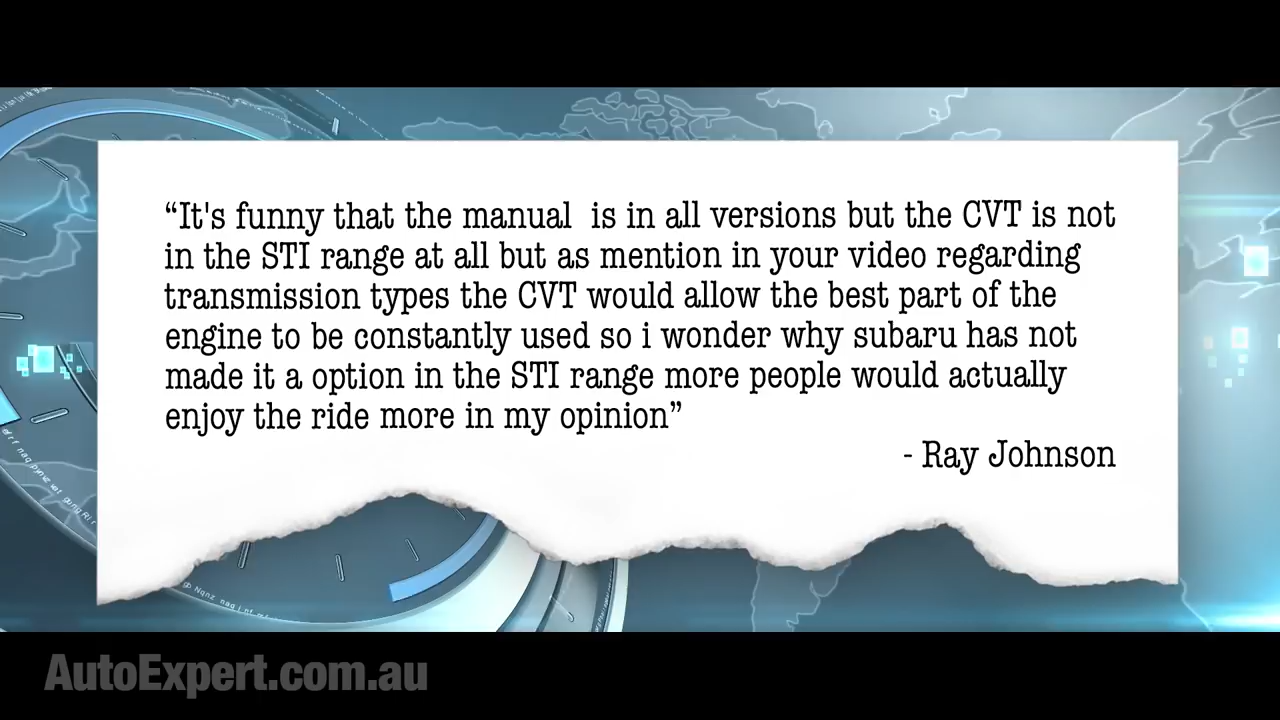 “It's funny that the manual  is in all versions but the CVT is not
in the STI range at all but as mention in your video regarding
transmission types the CVT would allow the best part of the
engine to be constantly used so i wonder why subaru has not
made it a option in the STI range more people would actually
enjoy the ride more in my opinion”
- Ray Johnson
AutoExpert.com.au